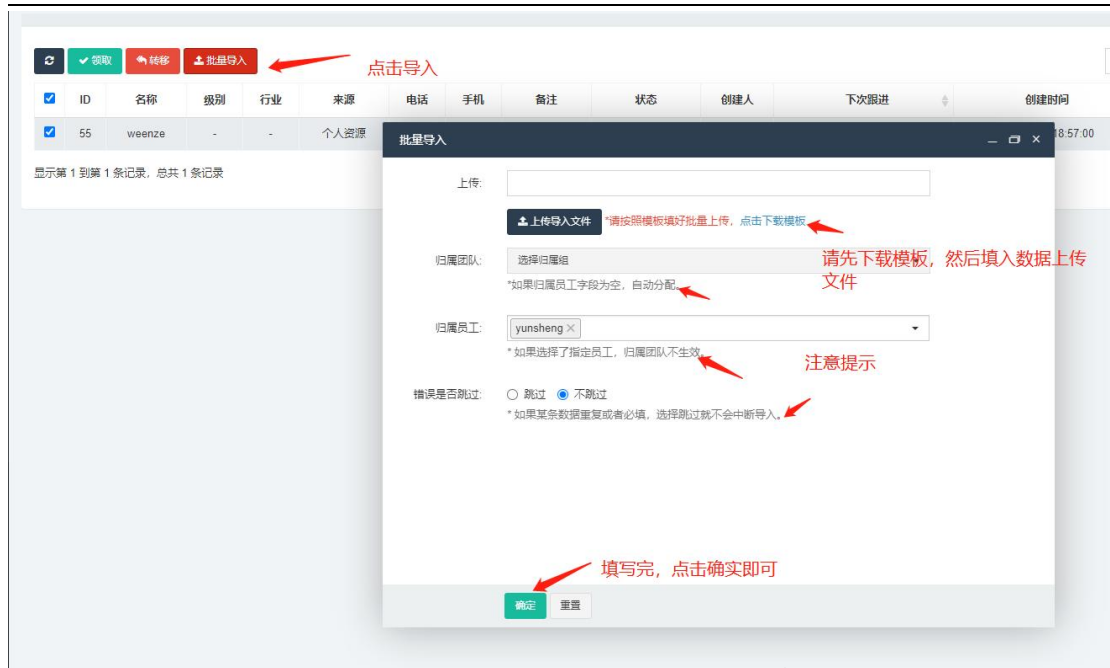 领取 转移 批量导入
点击导入
ID 名称 级别 行业 来源 电话 手机 备注 状态 创建人 下次跟进 创建时间
55 weenze - - 个人资源 18:57:00
显示第 1 到第 1 条记录，总共 1 条记录
批量导入
上传:
上传导入文件 *请按照模板填好批量上传，点击下载模板
请先下载模板，然后填入数据上传
文件
归属团队: 选择归属组
*如果归属员工字段为空，自动分配。
归属员工: yunsheng ×
* 如果选择了指定员工，归属团队不生效。
注意提示
错误是否跳过: 跳过 不跳过
* 如果某条数据重复或者必填，选择跳过就不会中断导入。
填写完，点击确实即可
确定 重置